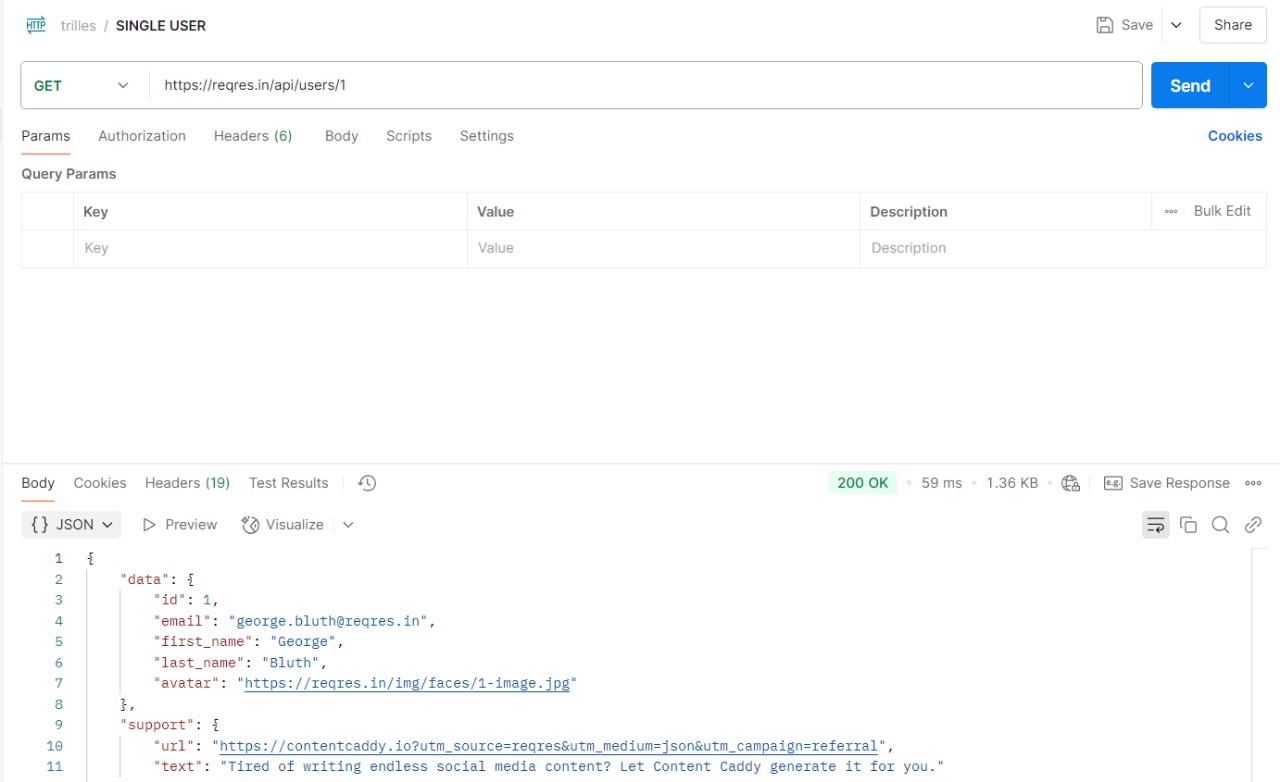 HTTP trilles / SINGLE USER Save Share
GET https://reqres.in/api/users/1 Send
Params Authorization Headers (6) Body Scripts Settings Cookies
Query Params
Key Value Description Bulk Edit
Key Value Description
Body Cookies Headers (19) Test Results 200 OK • 59 ms • 1.36 KB • e.g. Save Response
{} JSON Preview Visualize
1 {
2 "data": {
3 "id": 1,
4 "email": "george.bluth@reqres.in",
5 "first_name": "George",
6 "last_name": "Bluth",
7 "avatar": "https://reqres.in/img/faces/1-image.jpg"
8 },
9 "support": {
10 "url": "https://contentcaddy.io?utm_source=reqres&utm_medium=json&utm_campaign=referral",
11 "text": "Tired of writing endless social media content? Let Content Caddy generate it for you."